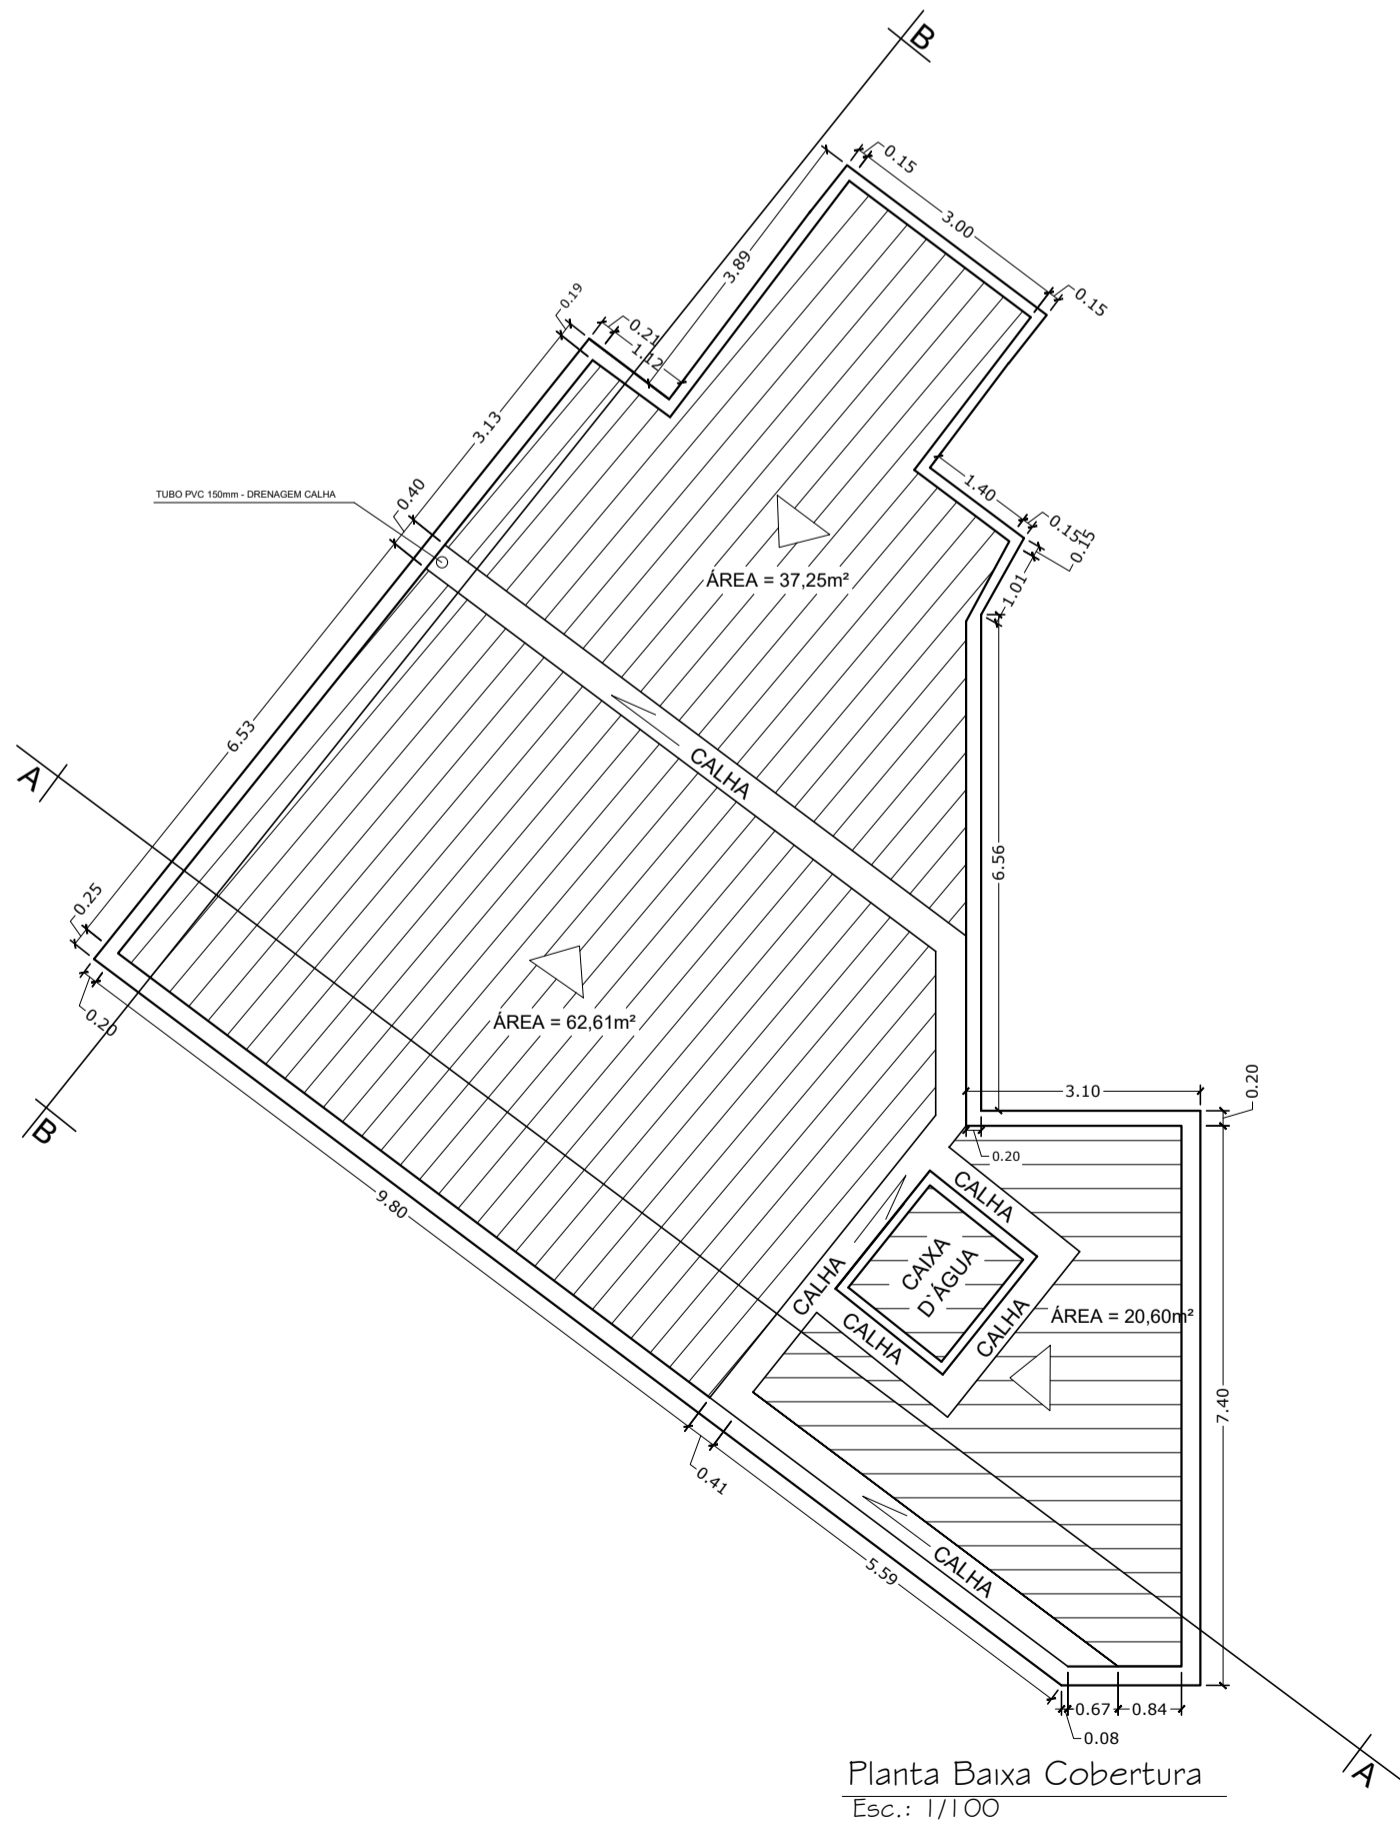 B
0.15
3.00
0.15
3.89
0.19
0.21
1.12
3.13
0.40
TUBO PVC 150mm - DRENAGEM CALHA
1.40
0.15
0.15
1.01
ÁREA = 37,25m²
CALHA
6.53
A
6.56
0.25
0.20
ÁREA = 62,61m²
B
3.10
0.20
0.20
9.80
CALHA
CALHA
CAIXA
D`ÁGUA
CALHA
CALHA
ÁREA = 20,60m²
7.40
0.41
5.59
CALHA
0.67
0.84
0.08
A
Planta Baixa Cobertura
Esc.: 1/100